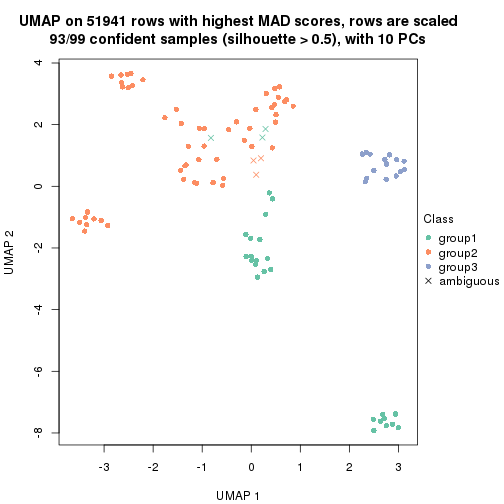 UMAP on 51941 rows with highest MAD scores, rows are scaled
93/99 confident samples (silhouette > 0.5), with 10 PCs
4
2
0
-2
-4
-6
-8
UMAP 2
-3
-2
-1
0
1
2
3
UMAP 1
Class
group1
group2
group3
ambiguous